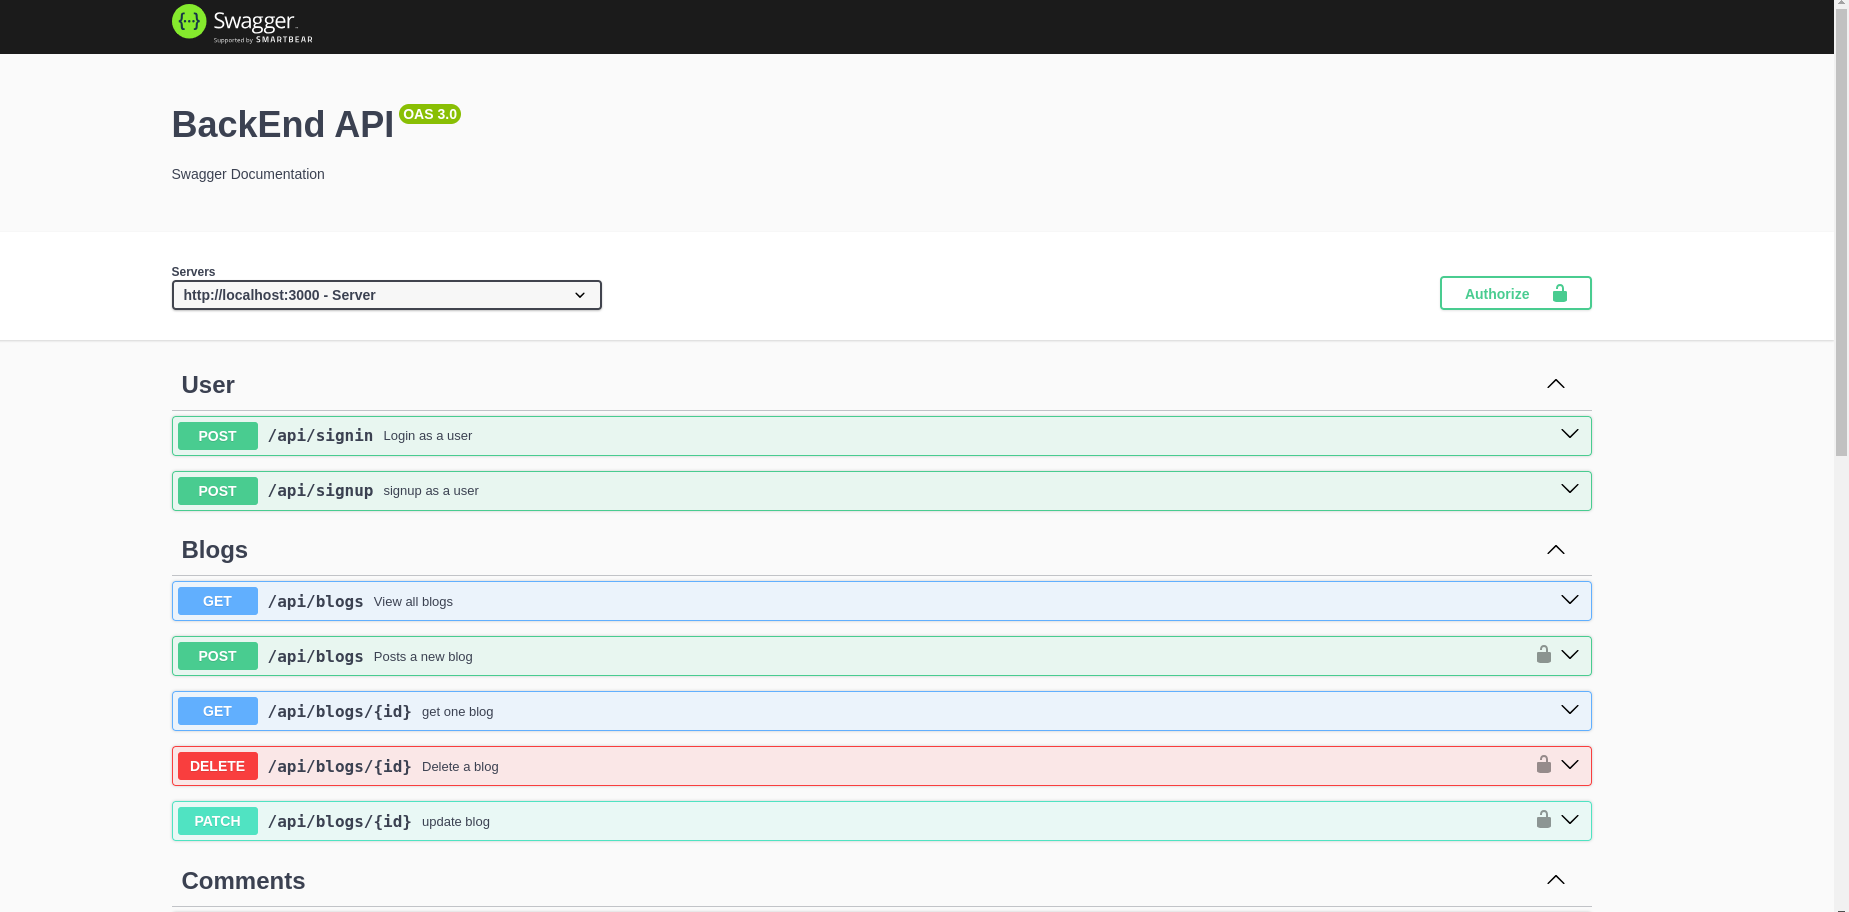 Swagger
Supported by SMARTBEAR
BackEnd API OAS 3.0
Swagger Documentation
Servers
http://localhost:3000 - Server
Authorize
User
POST /api/signin Login as a user
POST /api/signup signup as a user
Blogs
GET /api/blogs View all blogs
POST /api/blogs Posts a new blog
GET /api/blogs/{id} get one blog
DELETE /api/blogs/{id} Delete a blog
PATCH /api/blogs/{id} update blog
Comments